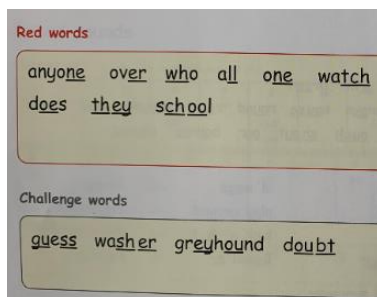 Red words
anyone over who all one watch
does they school
Challenge words
guess washer greyhound doubt